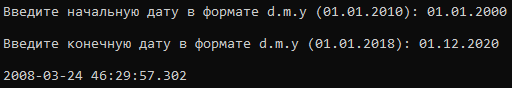 Введите начальную дату в формате d.m.y (01.01.2010): 01.01.2000
Введите конечную дату в формате d.m.y (01.01.2018): 01.12.2020
2008-03-24 46:29:57.302